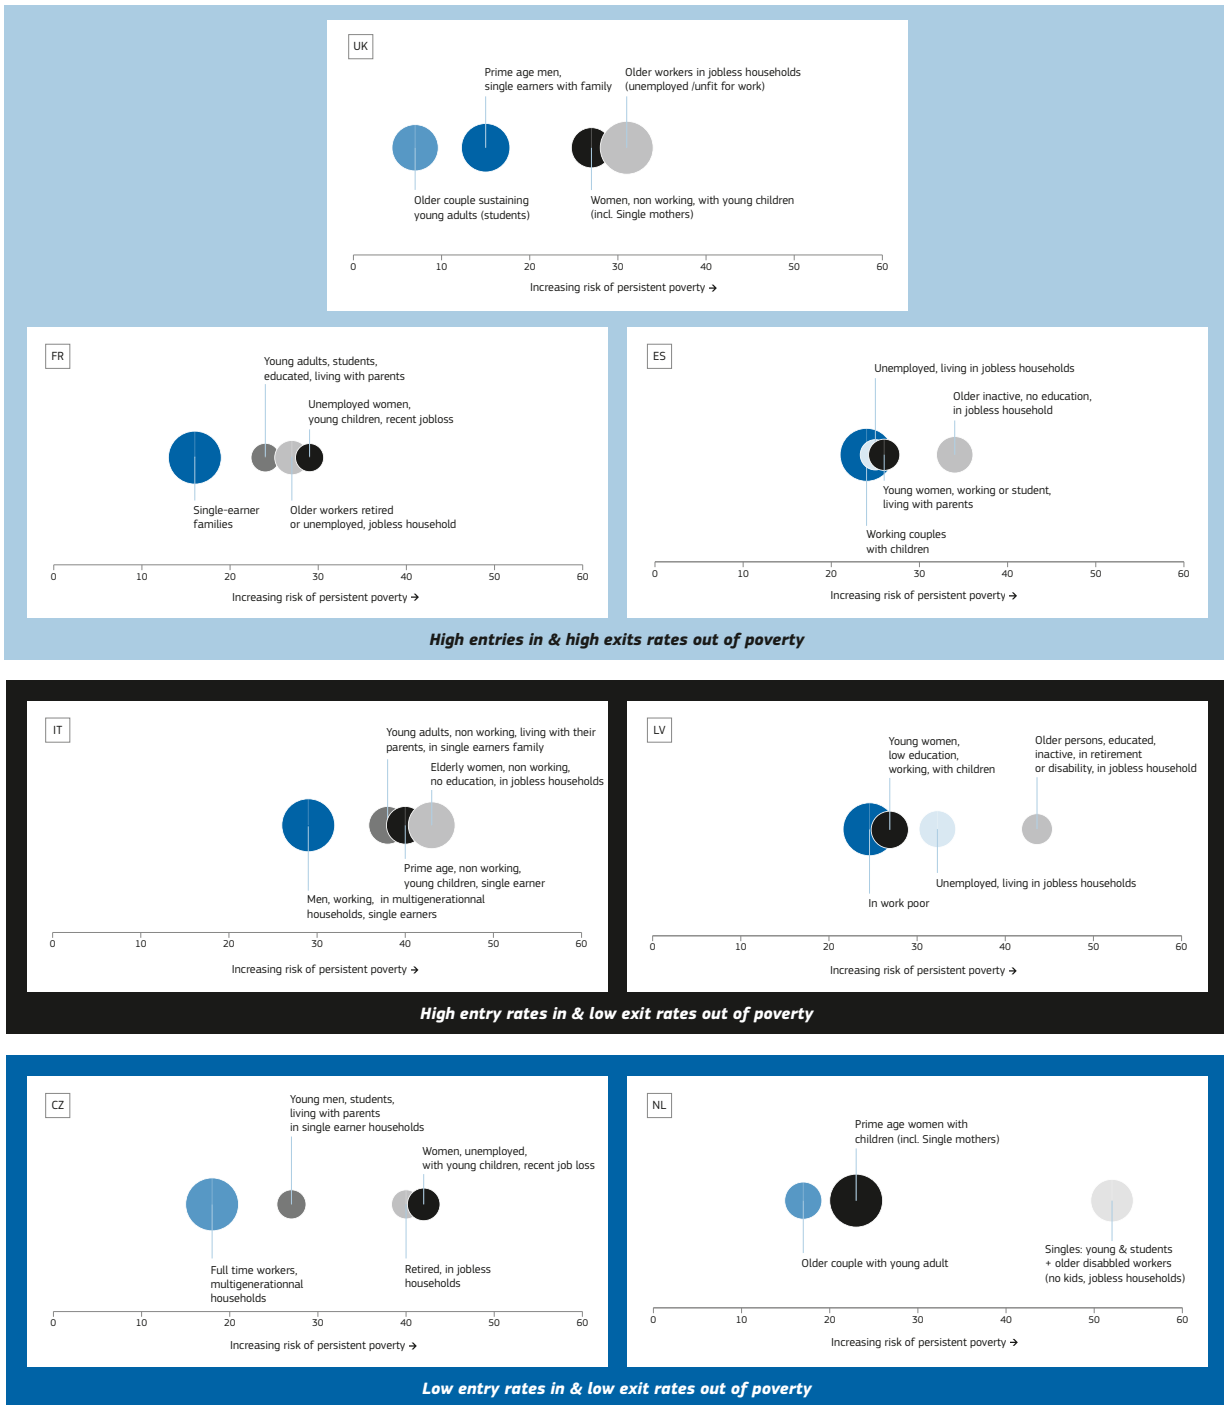 UK
Prime age men,
single earners with family
Older workers in jobless households
(unemployed /unfit for work)
Older couple sustaining
young adults (students)
Women, non working, with young children
(incl. Single mothers)
0 10 20 30 40 50 60
Increasing risk of persistent poverty →
FR
Young adults, students,
educated, living with parents
Unemployed women,
young children, recent jobloss
Single-earner
families
Older workers retired
or unemployed, jobless household
0 10 20 30 40 50 60
Increasing risk of persistent poverty →
ES
Unemployed, living in jobless households
Older inactive, no education,
in jobless household
Young women, working or student,
living with parents
Working couples
with children
0 10 20 30 40 50 60
Increasing risk of persistent poverty →
High entries in & high exits rates out of poverty
IT
Young adults, non working, living with their
parents, in single earners family
Elderly women, non working,
no education, in jobless households
Prime age, non working,
young children, single earner
Men, working, in multigenerationnal
households, single earners
0 10 20 30 40 50 60
Increasing risk of persistent poverty →
LV
Young women,
low education,
working, with children
Older persons, educated,
inactive, in retirement
or disability, in jobless household
Unemployed, living in jobless households
In work poor
0 10 20 30 40 50 60
Increasing risk of persistent poverty →
High entry rates in & low exit rates out of poverty
CZ
Young men, students,
living with parents
in single earner households
Women, unemployed,
with young children, recent job loss
Full time workers,
multigenerationnal
households
Retired, in jobless
households
0 10 20 30 40 50 60
Increasing risk of persistent poverty →
NL
Prime age women with
children (incl. Single mothers)
Older couple with young adult
Singles: young & students
+ older disabbled workers
(no kids, jobless households)
0 10 20 30 40 50 60
Increasing risk of persistent poverty →
Low entry rates in & low exit rates out of poverty